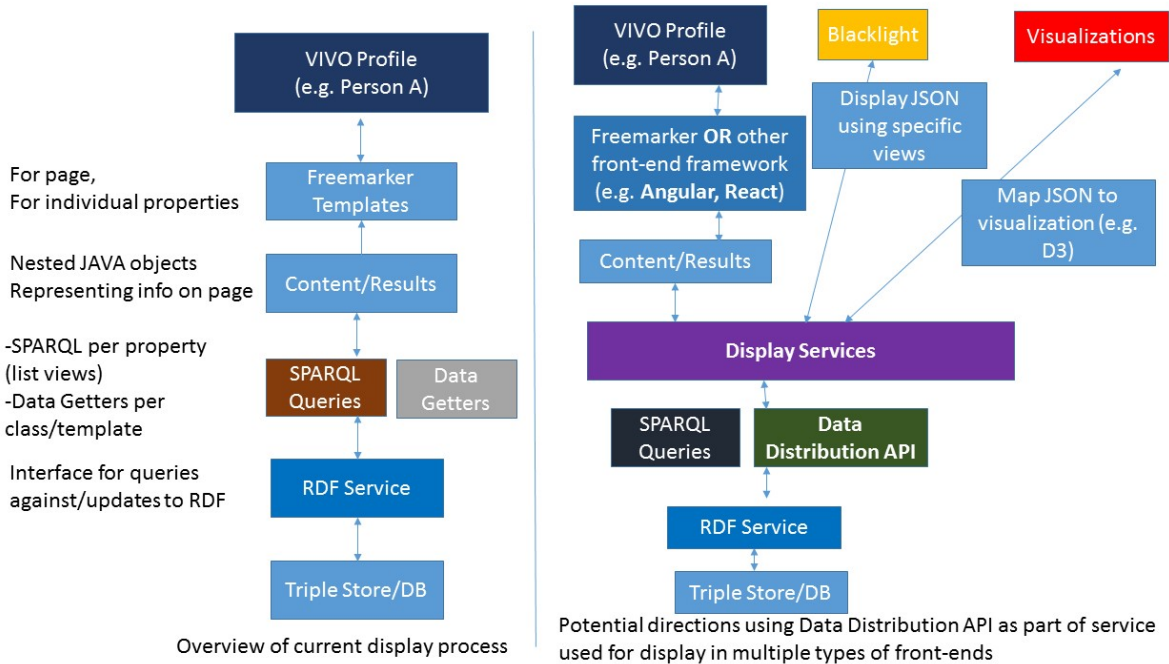 VIVO Profile
(e.g. Person A)
For page,
For individual properties
Freemarker
Templates
Nested JAVA objects
Representing info on page
Content/Results
-SPARQL per property
(list views)
-Data Getters per
class/template
SPARQL
Queries
Data
Getters
Interface for queries
against/updates to RDF
RDF Service
Triple Store/DB
Overview of current display process
VIVO Profile
(e.g. Person A)
Blacklight
Visualizations
Freemarker OR other
front-end framework
(e.g. Angular, React)
Display JSON
using specific
views
Map JSON to
visualization (e.g.
D3)
Content/Results
Display Services
SPARQL
Queries
Data
Distribution API
RDF Service
Triple Store/DB
Potential directions using Data Distribution API as part of service
used for display in multiple types of front-ends